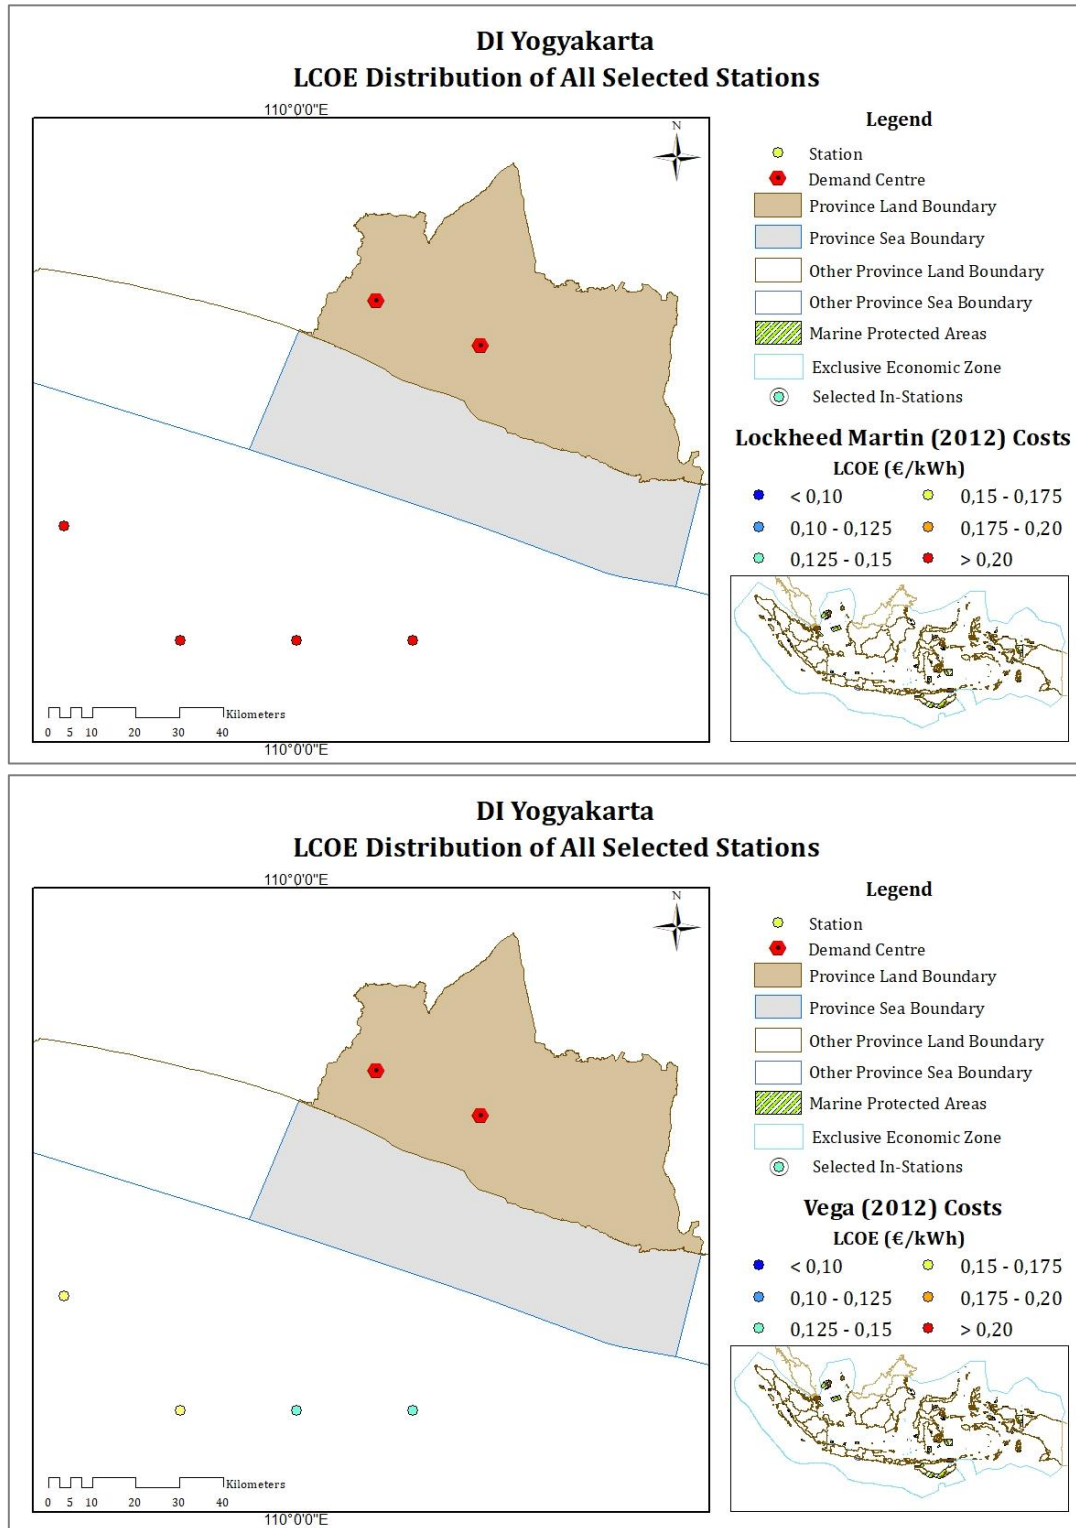 DI Yogyakarta
LCOE Distribution of All Selected Stations
110°0'0"E
N
Legend
Station
Demand Centre
Province Land Boundary
Province Sea Boundary
Other Province Land Boundary
Other Province Sea Boundary
Marine Protected Areas
Exclusive Economic Zone
Selected In-Stations
Lockheed Martin (2012) Costs
LCOE (€/kWh)
< 0,10 0,15 - 0,175
0,10 - 0,125 0,175 - 0,20
0,125 - 0,15 > 0,20
Kilometers
0 5 10 20 30 40
110°0'0"E
DI Yogyakarta
LCOE Distribution of All Selected Stations
110°0'0"E
N
Legend
Station
Demand Centre
Province Land Boundary
Province Sea Boundary
Other Province Land Boundary
Other Province Sea Boundary
Marine Protected Areas
Exclusive Economic Zone
Selected In-Stations
Vega (2012) Costs
LCOE (€/kWh)
< 0,10 0,15 - 0,175
0,10 - 0,125 0,175 - 0,20
0,125 - 0,15 > 0,20
Kilometers
0 5 10 20 30 40
110°0'0"E